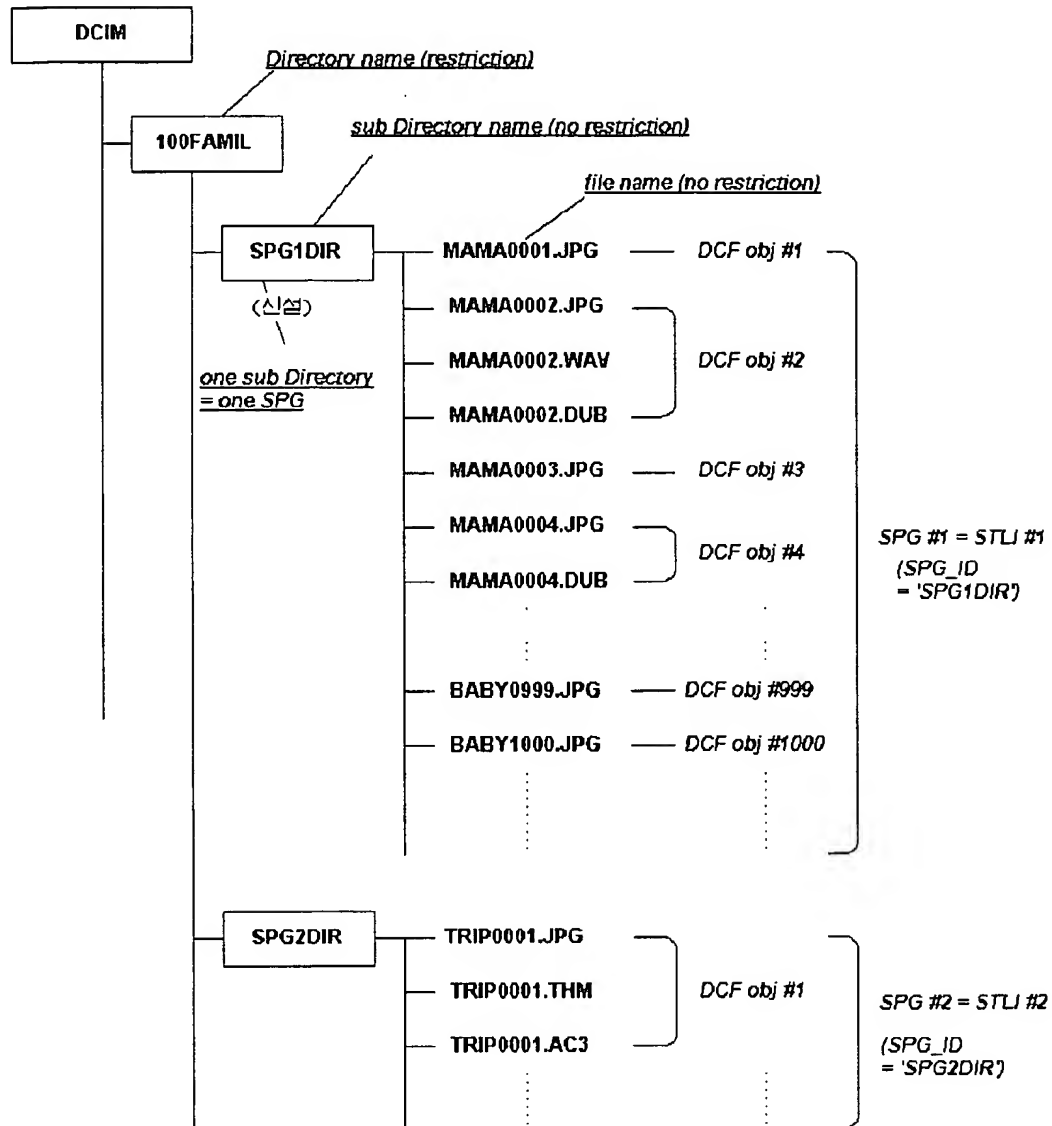 DCIM
Directory name (restriction)
100FAMIL
sub Directory name (no restriction)
file name (no restriction)
SPG1DIR
(신설)
one sub Directory
= one SPG
MAMA0001.JPG
DCF obj #1
MAMA0002.JPG
MAMA0002.WAV
DCF obj #2
MAMA0002.DUB
MAMA0003.JPG
DCF obj #3
MAMA0004.JPG
DCF obj #4
MAMA0004.DUB
SPG #1 = STLI #1
(SPG_ID
= 'SPG1DIR')
BABY0999.JPG
DCF obj #999
BABY1000.JPG
DCF obj #1000
SPG2DIR
TRIP0001.JPG
TRIP0001.THM
DCF obj #1
TRIP0001.AC3
SPG #2 = STLI #2
(SPG_ID
= 'SPG2DIR')